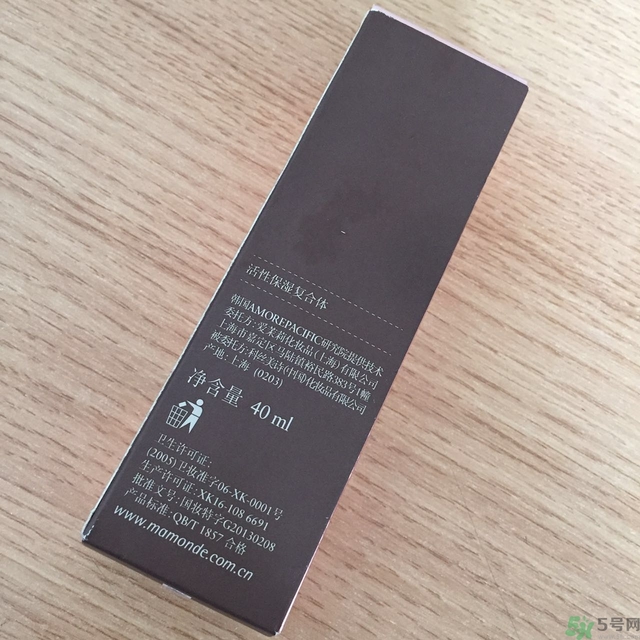 活性保湿复合体
韩国AMOREPACIFIC研究院提供技术
委托方:爱茉莉化妆品(上海)有限公司
上海市嘉定区马陆镇裕民路383号1幢
被委托方:科丝美诗(中国)化妆品有限公司
产地:上海 (0203)
净含量 40 ml
卫生许可证:
(2005)卫妆准字06-XK-0001号
生产许可证: XK16-108 6691
批准文号:国妆特字G20130208
产品标准: QB/T 1857 合格
www.mamonde.com.cn
5号网